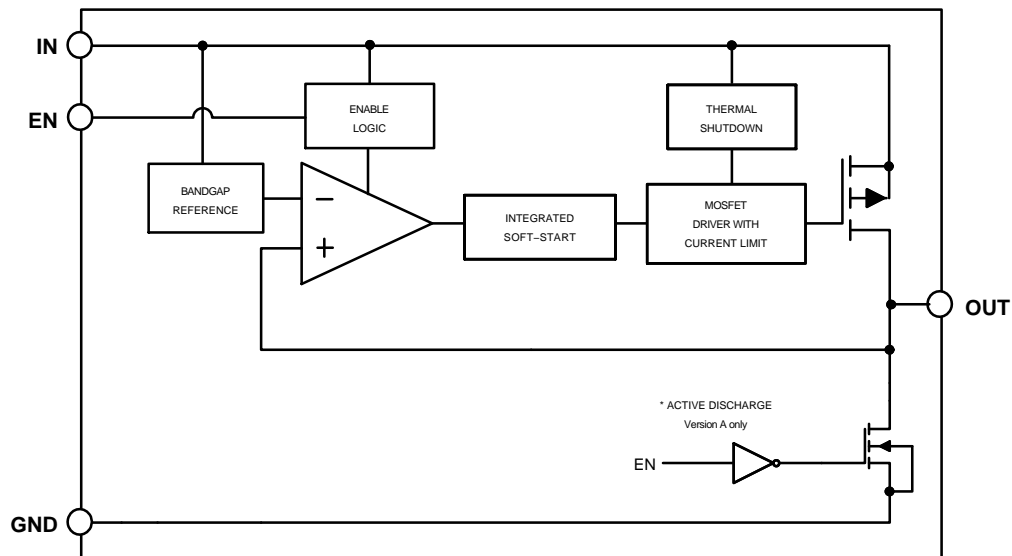 IN
EN
ENABLE
LOGIC
THERMAL
SHUTDOWN
BANDGAP
REFERENCE
−
+
INTEGRATED
SOFT−START
MOSFET
DRIVER WITH
CURRENT LIMIT
OUT
* ACTIVE DISCHARGE
Version A only
EN
GND